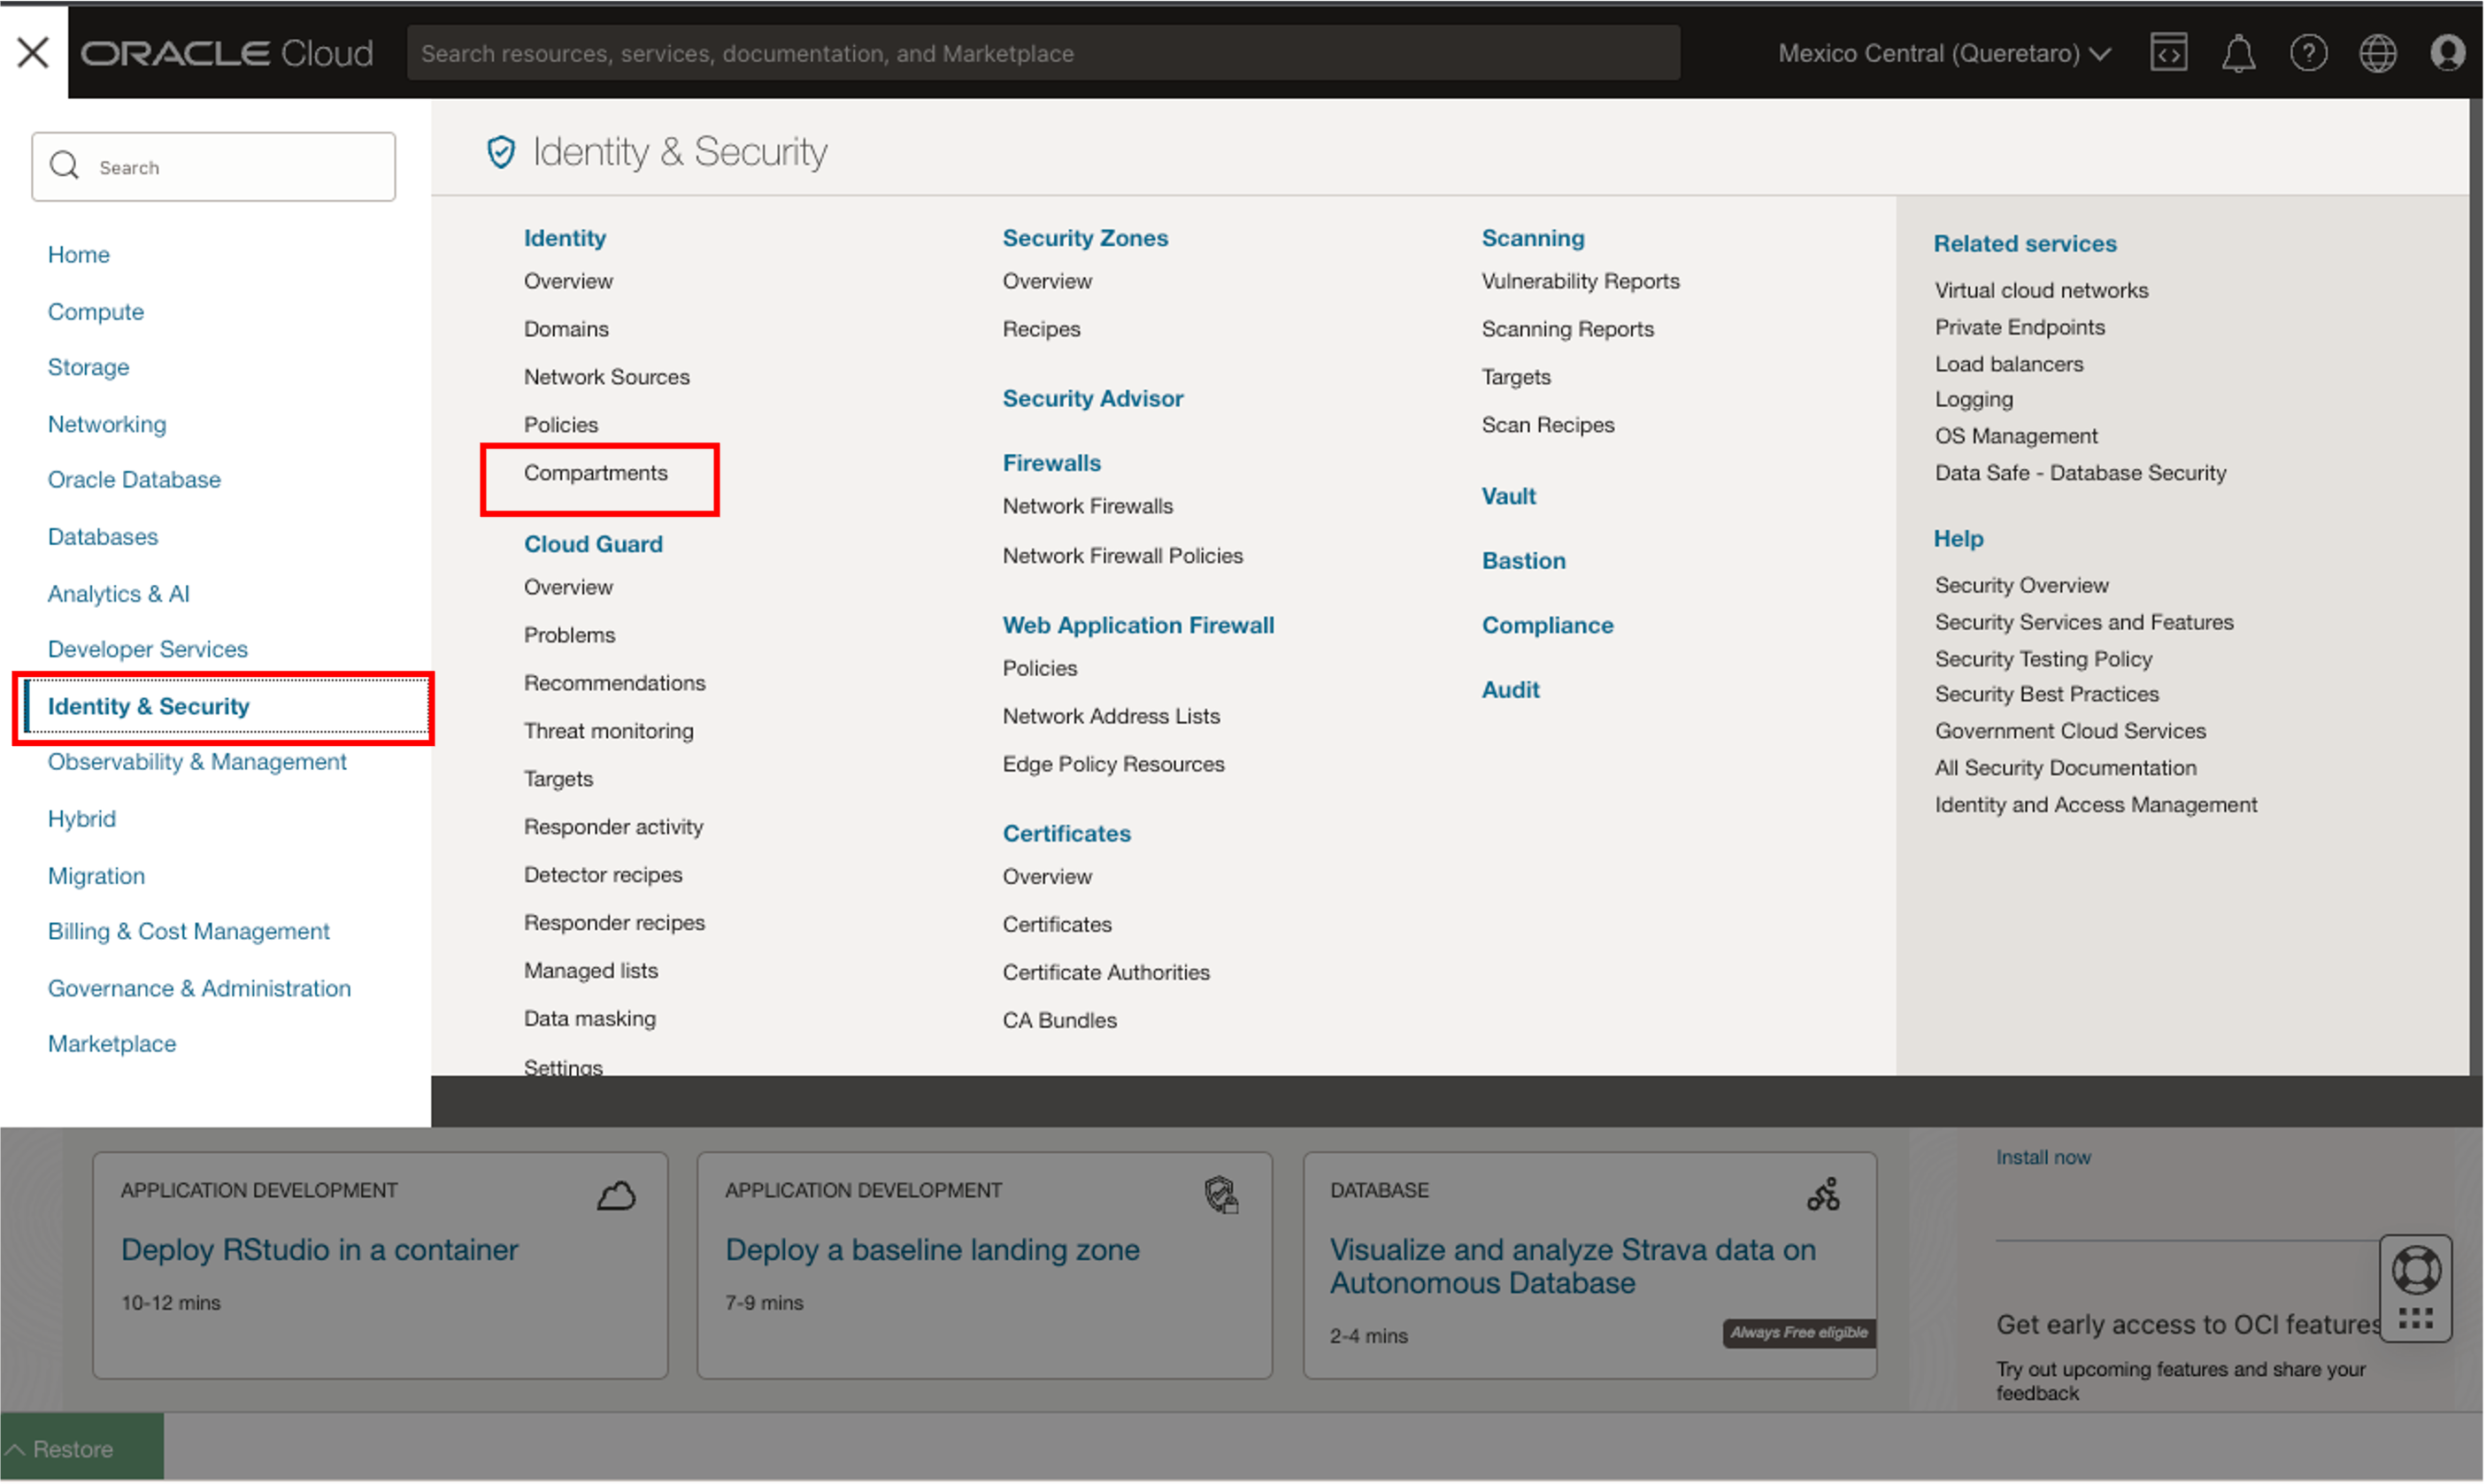 ORACLE Cloud
Search resources, services, documentation, and Marketplace
Mexico Central (Queretaro)
Search
Home
Compute
Storage
Networking
Oracle Database
Databases
Analytics & AI
Developer Services
Identity & Security
Observability & Management
Hybrid
Migration
Billing & Cost Management
Governance & Administration
Marketplace
Identity & Security
Identity
Overview
Domains
Network Sources
Policies
Compartments
Cloud Guard
Overview
Problems
Recommendations
Threat monitoring
Targets
Responder activity
Detector recipes
Responder recipes
Managed lists
Data masking
Settings
Security Zones
Overview
Recipes
Security Advisor
Firewalls
Network Firewalls
Network Firewall Policies
Web Application Firewall
Policies
Network Address Lists
Edge Policy Resources
Certificates
Overview
Certificates
Certificate Authorities
CA Bundles
Scanning
Vulnerability Reports
Scanning Reports
Targets
Scan Recipes
Vault
Bastion
Compliance
Audit
Related services
Virtual cloud networks
Private Endpoints
Load balancers
Logging
OS Management
Data Safe - Database Security
Help
Security Overview
Security Services and Features
Security Testing Policy
Security Best Practices
Government Cloud Services
All Security Documentation
Identity and Access Management
APPLICATION DEVELOPMENT
Deploy RStudio in a container
10-12 mins
APPLICATION DEVELOPMENT
Deploy a baseline landing zone
7-9 mins
DATABASE
Visualize and analyze Strava data on
Autonomous Database
2-4 mins
Always Free eligible
Install now
Get early access to OCI features
Try out upcoming features and share your
feedback
Restore